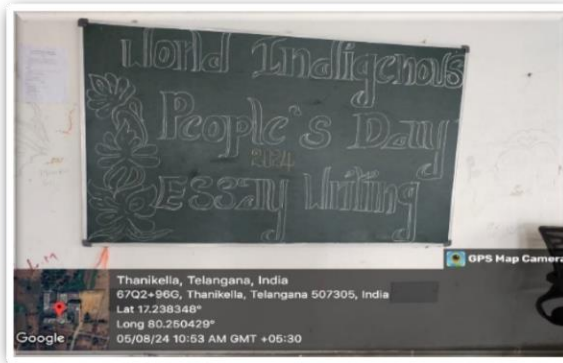 World Indigenous
People's Day
2024
ESSay Writing
GPS Map Camera
Thanikella, Telangana, India
67Q2+96G, Thanikella, Telangana 507305, India
Lat 17.238348°
Long 80.250429°
05/08/24 10:53 AM GMT +05:30
Google